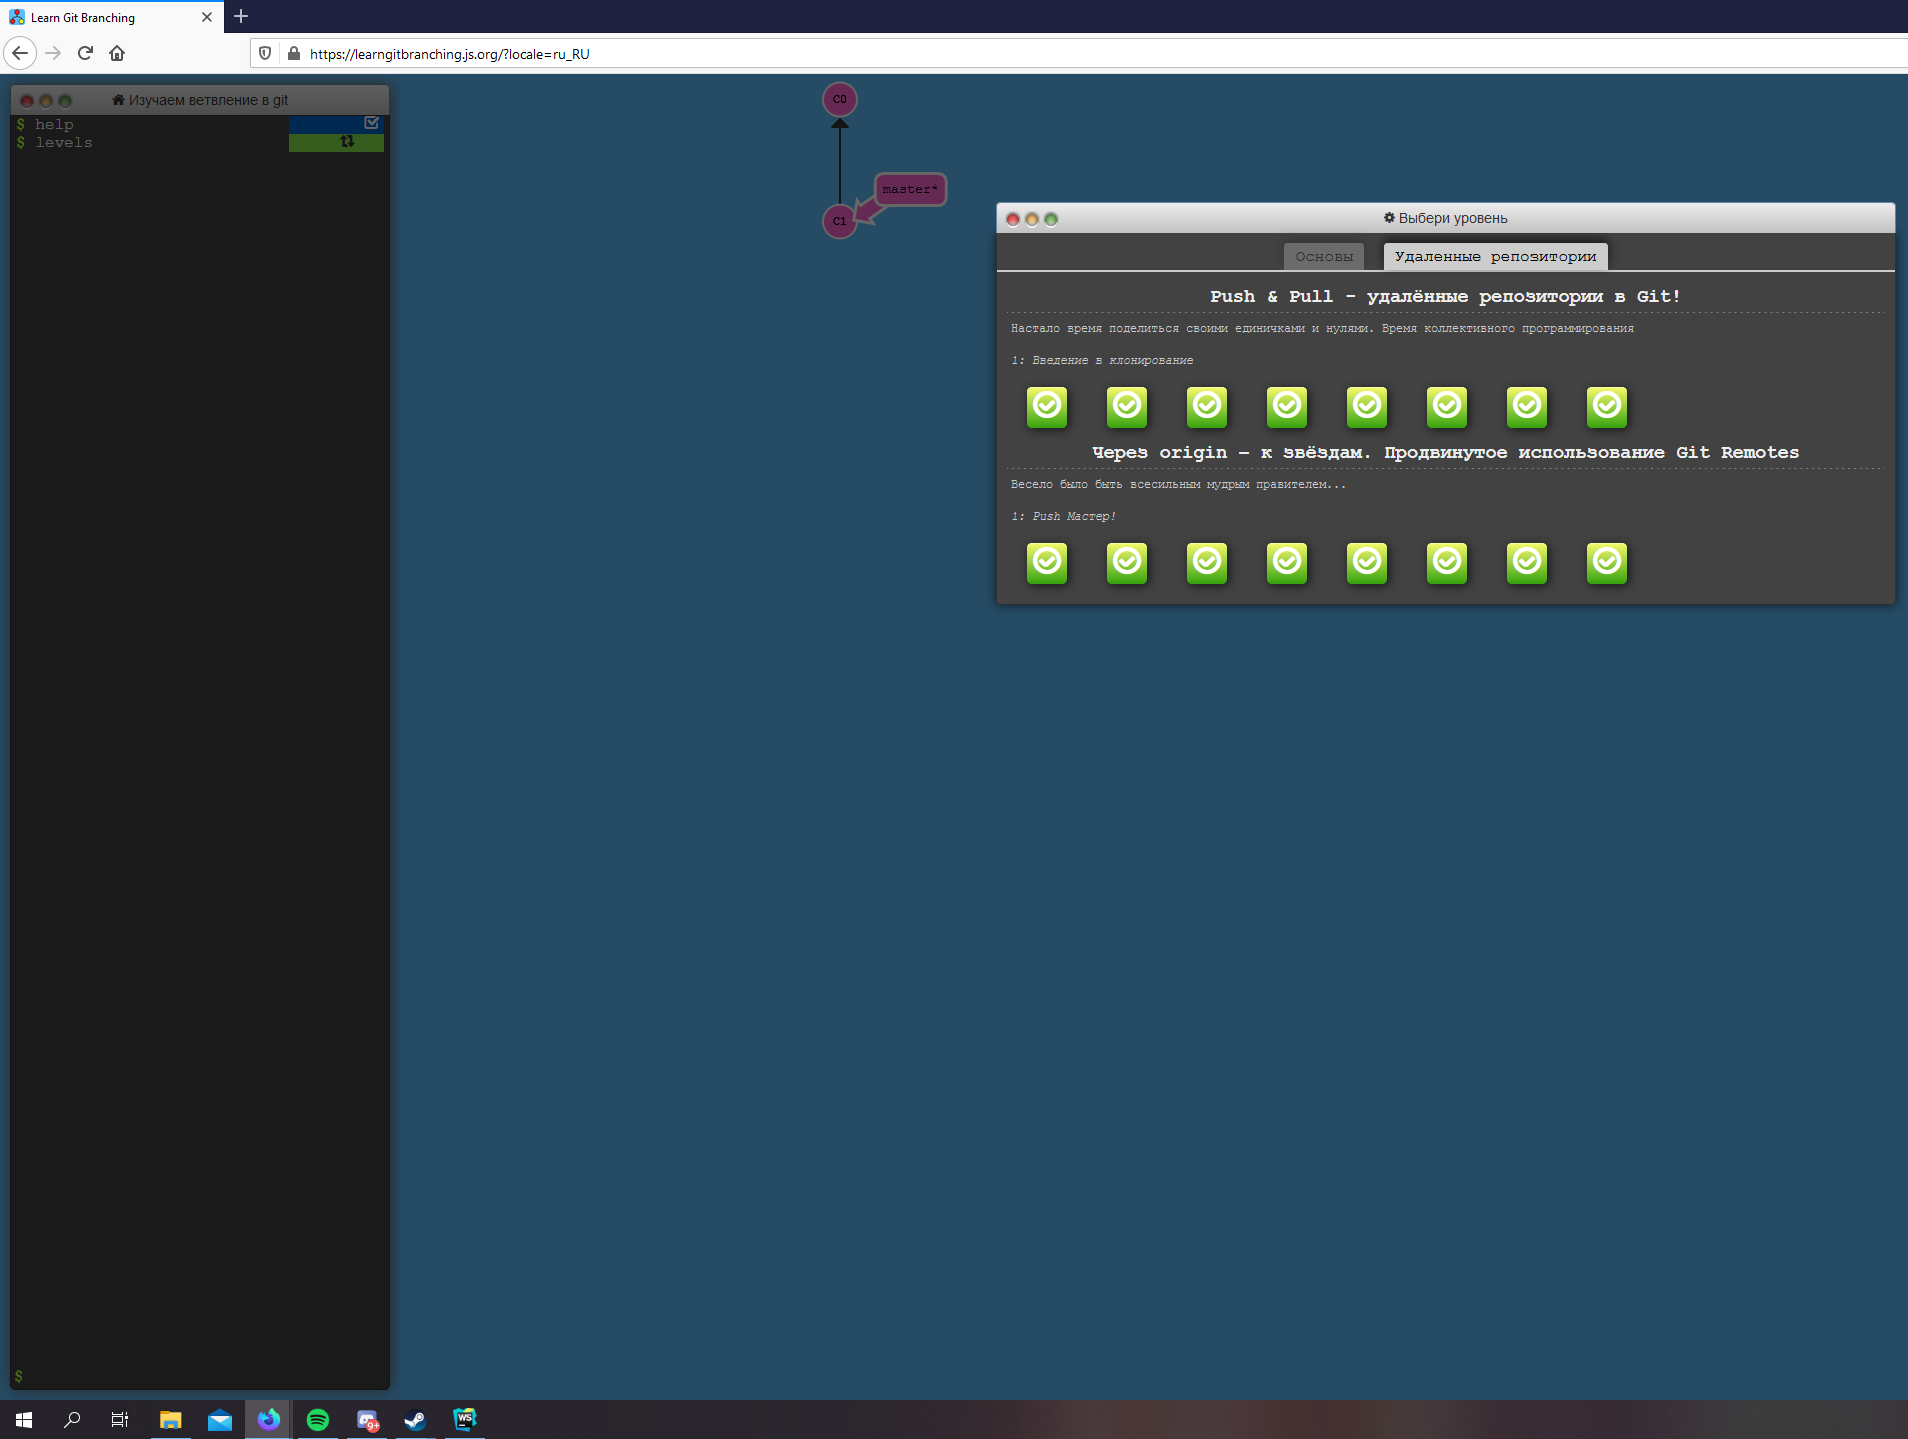 Learn Git Branching
https://learngitbranching.js.org/?locale=ru_RU
Изучаем ветвление в git
$ help
$ levels
$
C0
master*
C1
Выбери уровень
Основы
Удаленные репозитории
Push & Pull - удалённые репозитории в Git!
Настало время поделиться своими единичками и нулями. Время коллективного программирования
1: Введение в клонирование
Через origin – к звёздам. Продвинутое использование Git Remotes
Весело было быть всесильным мудрым правителем...
1: Push Мастер!
9+
WS